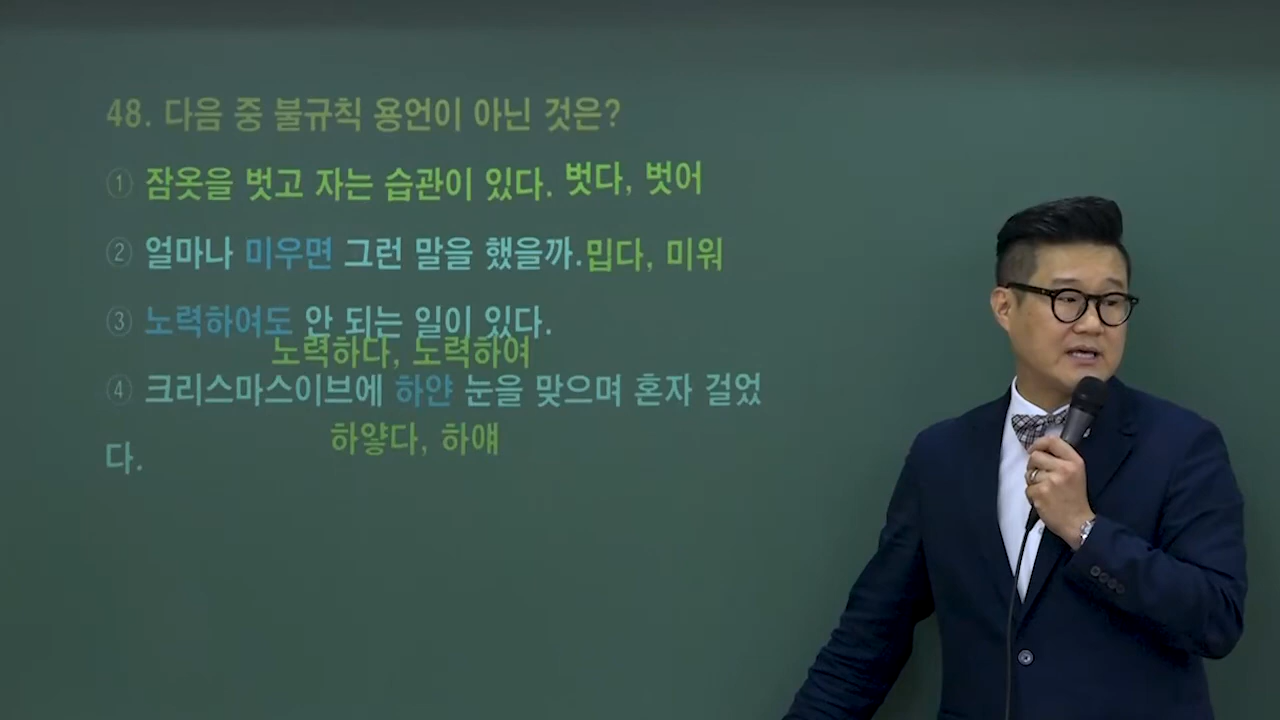 48. 다음 중 불규칙 용언이 아닌 것은?
① 잠옷을 벗고 자는 습관이 있다. 벗다, 벗어
② 얼마나 미우면 그런 말을 했을까. 밉다, 미워
③ 노력하여도 안 되는 일이 있다.
노력하다, 노력하여
④ 크리스마스이브에 하얀 눈을 맞으며 혼자 걸었
하얗다, 하얘
다.